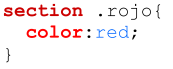 section .rojo{
  color:red;
}